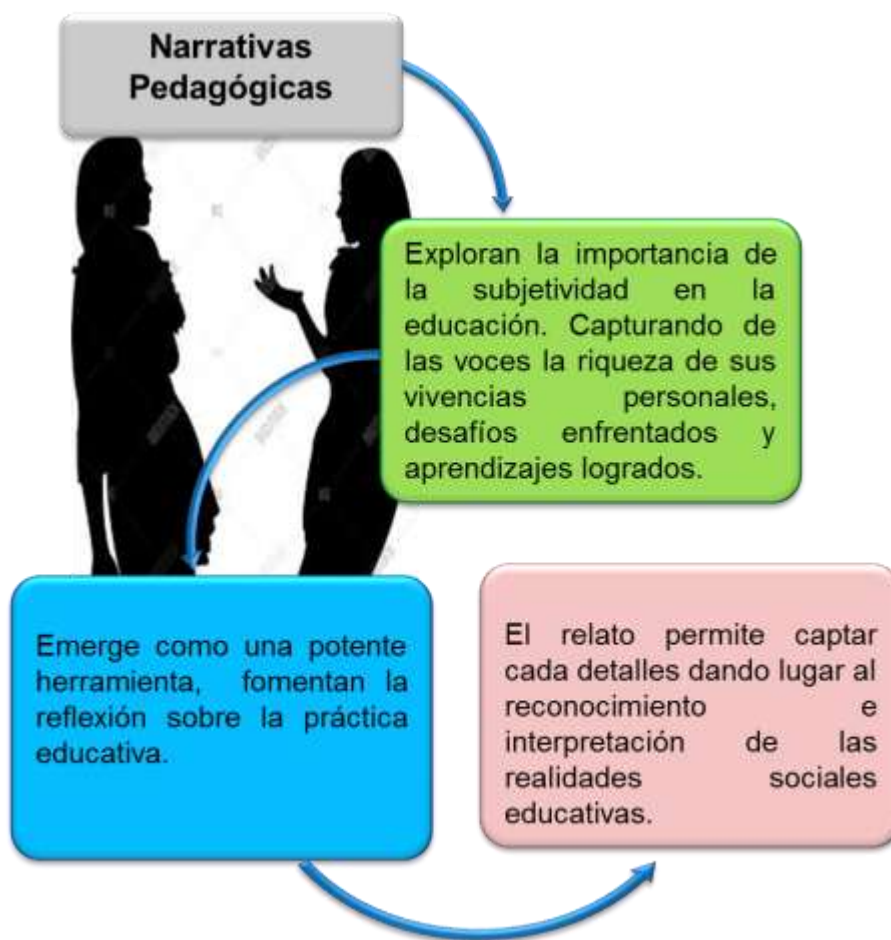 Narrativas
Pedagógicas
Exploran la importancia de
la subjetividad en la
educación. Capturando de
las voces la riqueza de sus
vivencias personales,
desafíos enfrentados y
aprendizajes logrados.
Emerge como una potente
herramienta, fomentan la
reflexión sobre la práctica
educativa.
El relato permite captar
cada detalles dando lugar al
reconocimiento e
interpretación de las
realidades sociales
educativas.